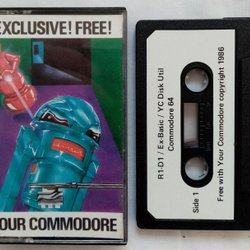 EXCLUSIVE! FREE!
OUR COMMODORE
R1-D1 / Ex-Basic / YC Disk Util
Commodore 64
Side 1
Free with Your Commodore copyright 1986